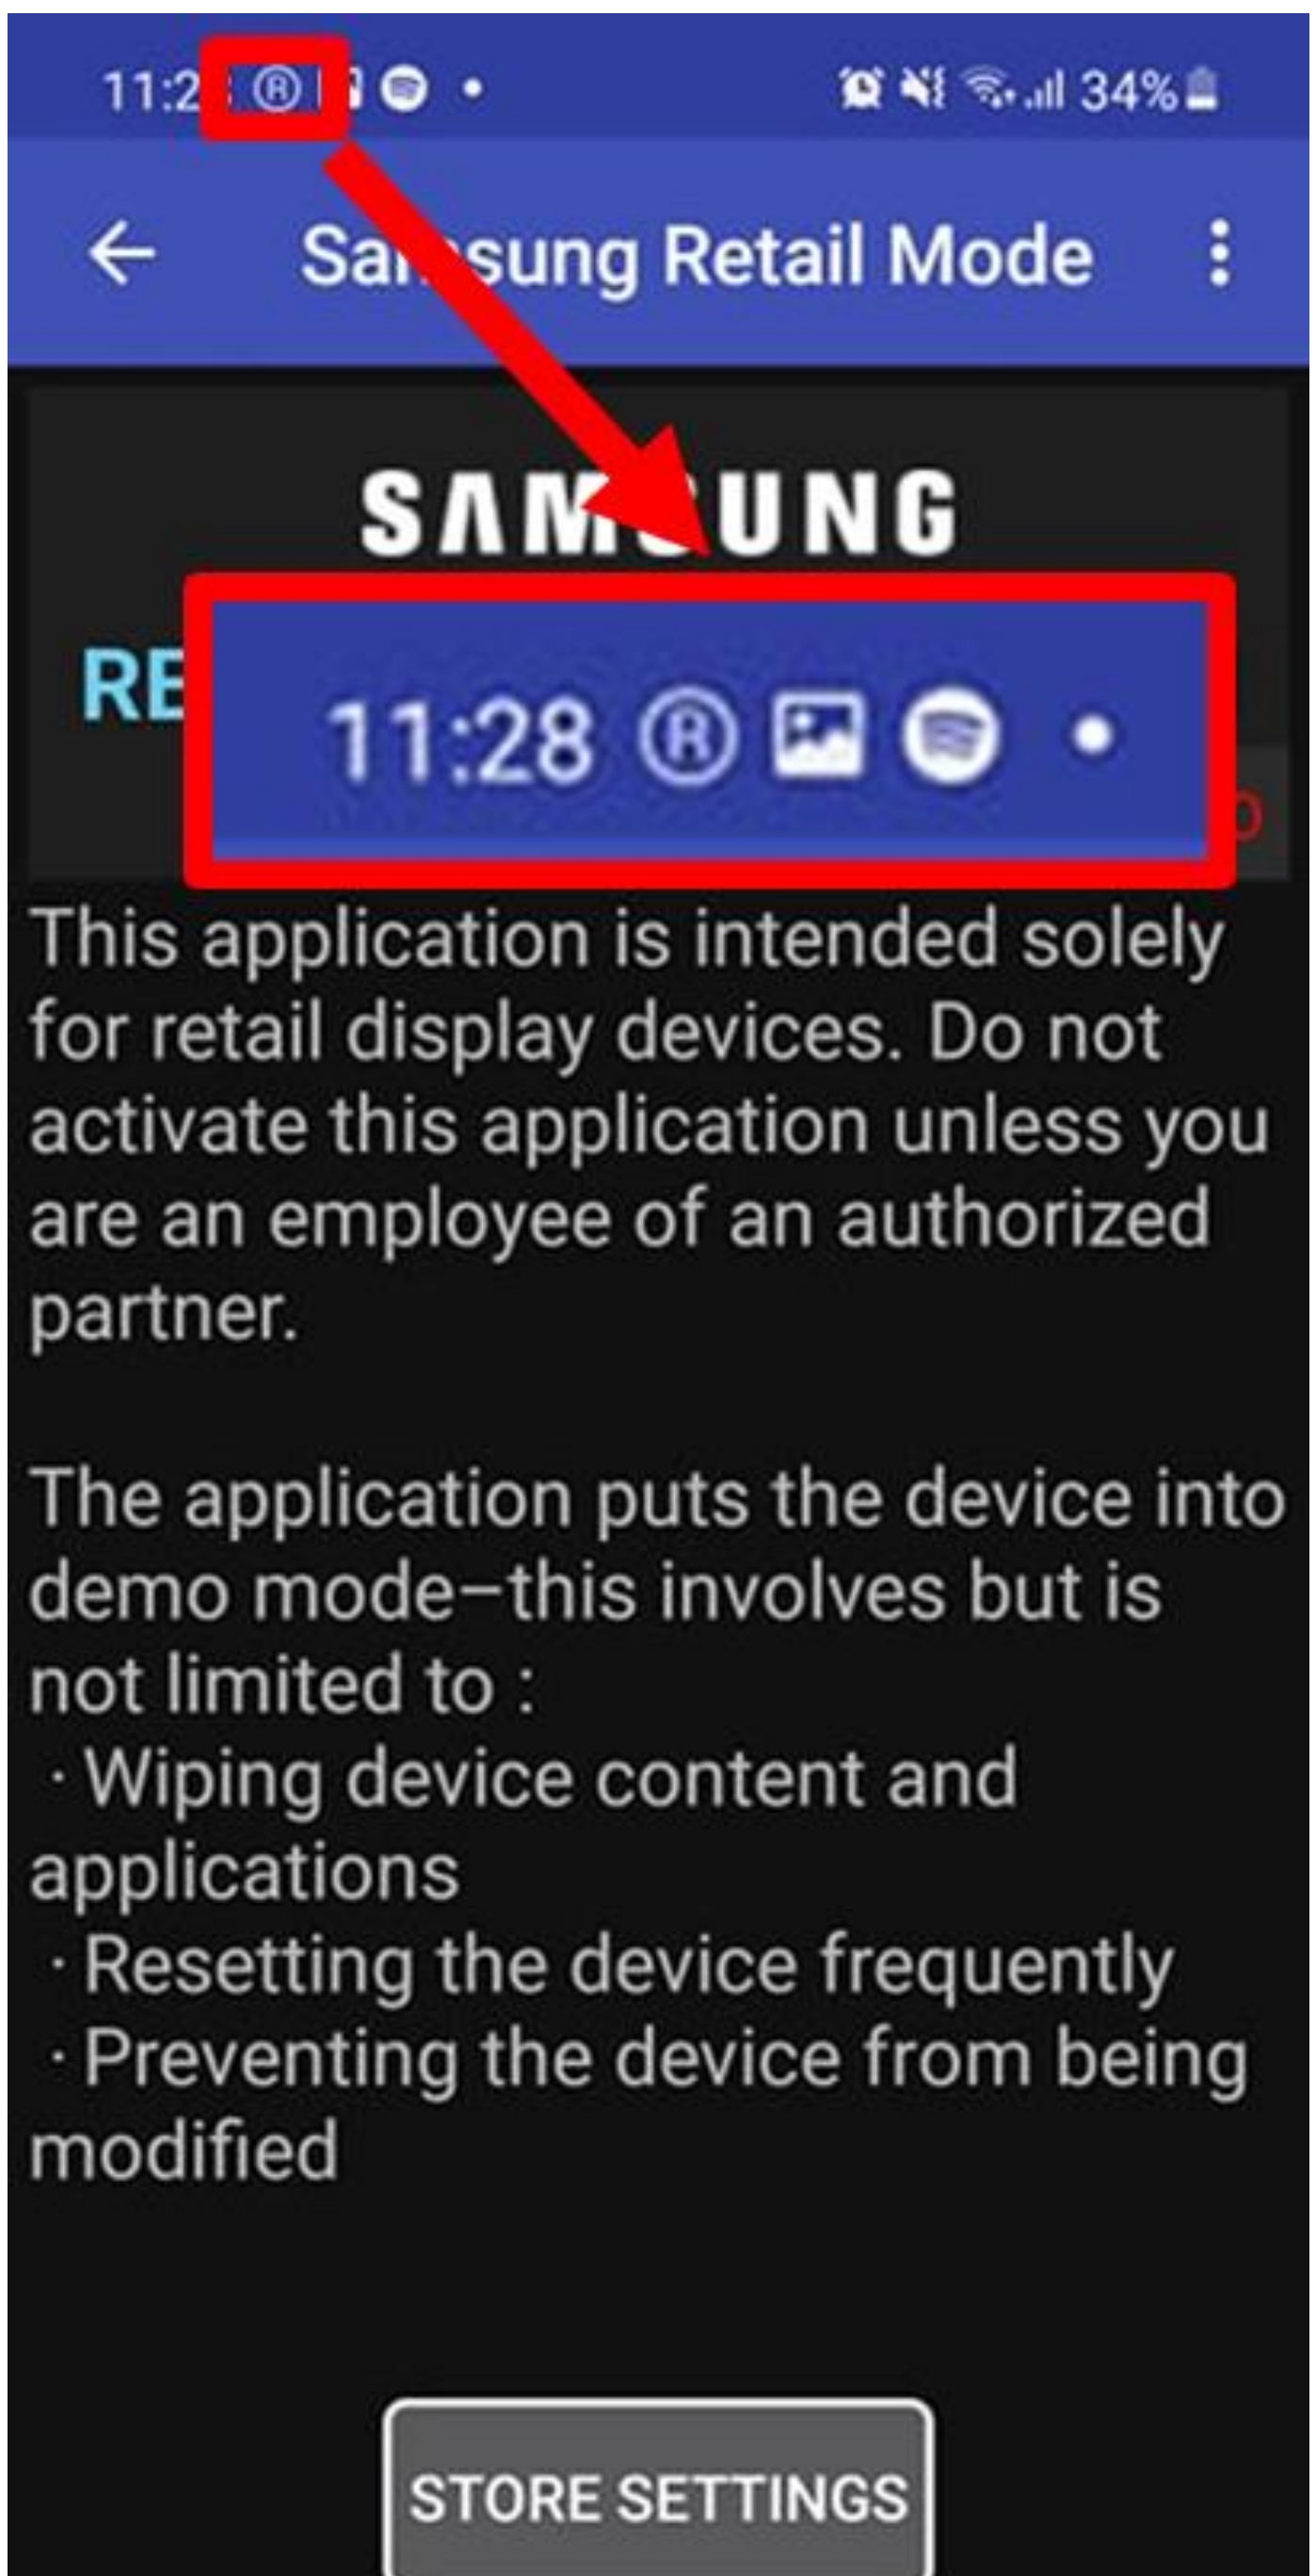 11:2 ® 34%
Samsung Retail Mode
SAMSUNG
RE
11:28 ®
This application is intended solely
for retail display devices. Do not
activate this application unless you
are an employee of an authorized
partner.
The application puts the device into
demo mode–this involves but is
not limited to :
· Wiping device content and
applications
· Resetting the device frequently
· Preventing the device from being
modified
STORE SETTINGS